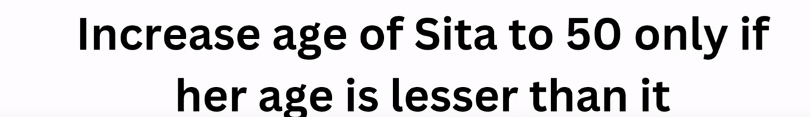 Increase age of Sita to 50 only if
her age is lesser than it